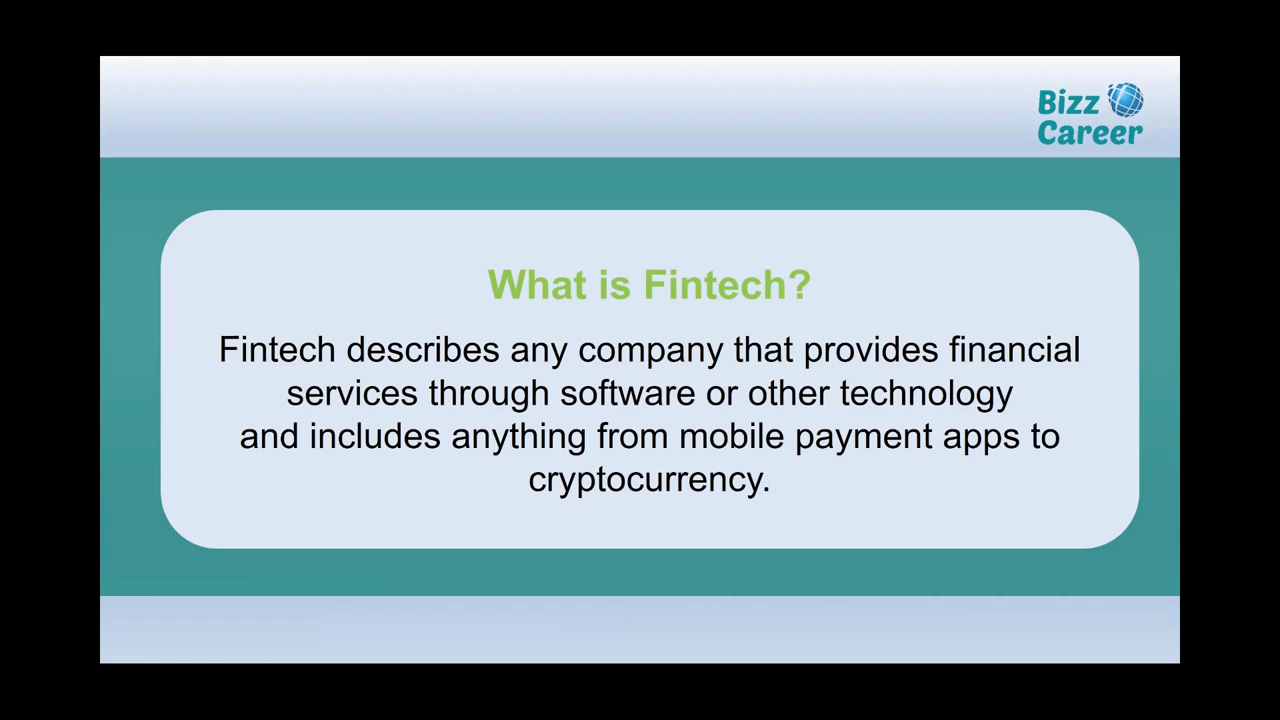 Bizz
Career
What is Fintech?
Fintech describes any company that provides financial
services through software or other technology
and includes anything from mobile payment apps to
cryptocurrency.